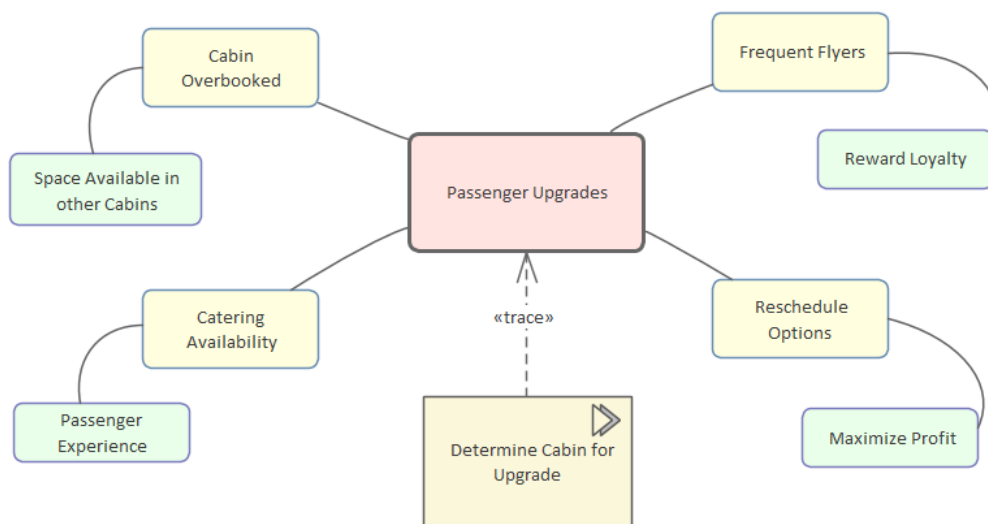 Cabin
Overbooked
Frequent Flyers
Space Available in
other Cabins
Passenger Upgrades
Reward Loyalty
Catering
Availability
«trace»
Reschedule
Options
Passenger
Experience
Determine Cabin for
Upgrade
Maximize Profit